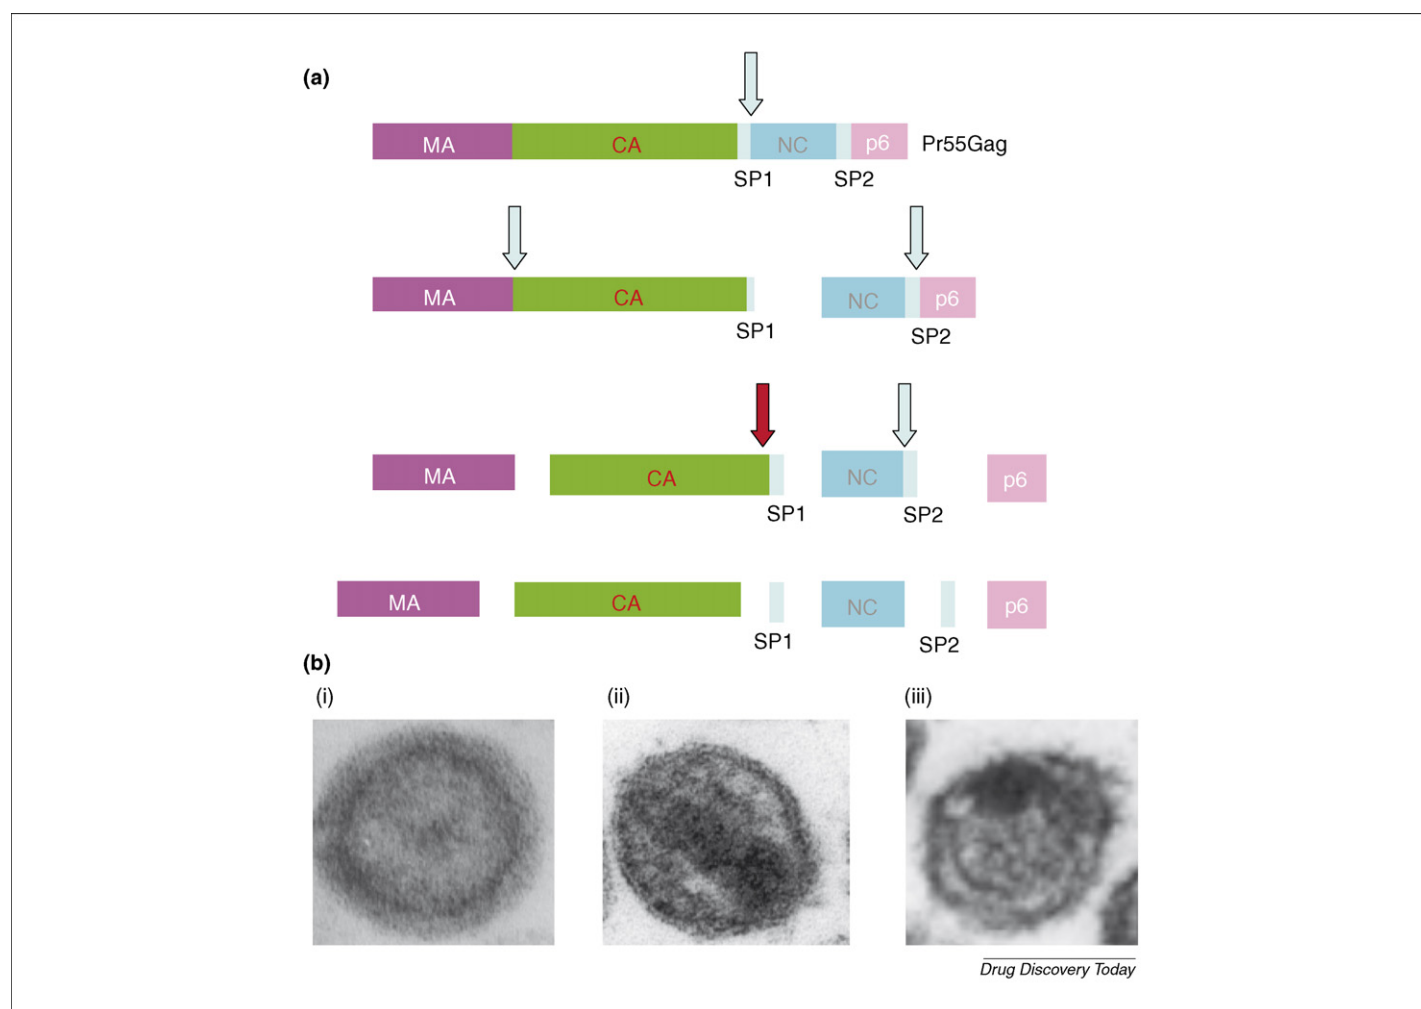 (a)
MA CA NC p6 Pr55Gag
SP1 SP2
MA CA NC p6
SP1 SP2
MA CA NC p6
SP1 SP2
MA CA NC p6
SP1 SP2
(b)
(i) (ii) (iii)
Drug Discovery Today